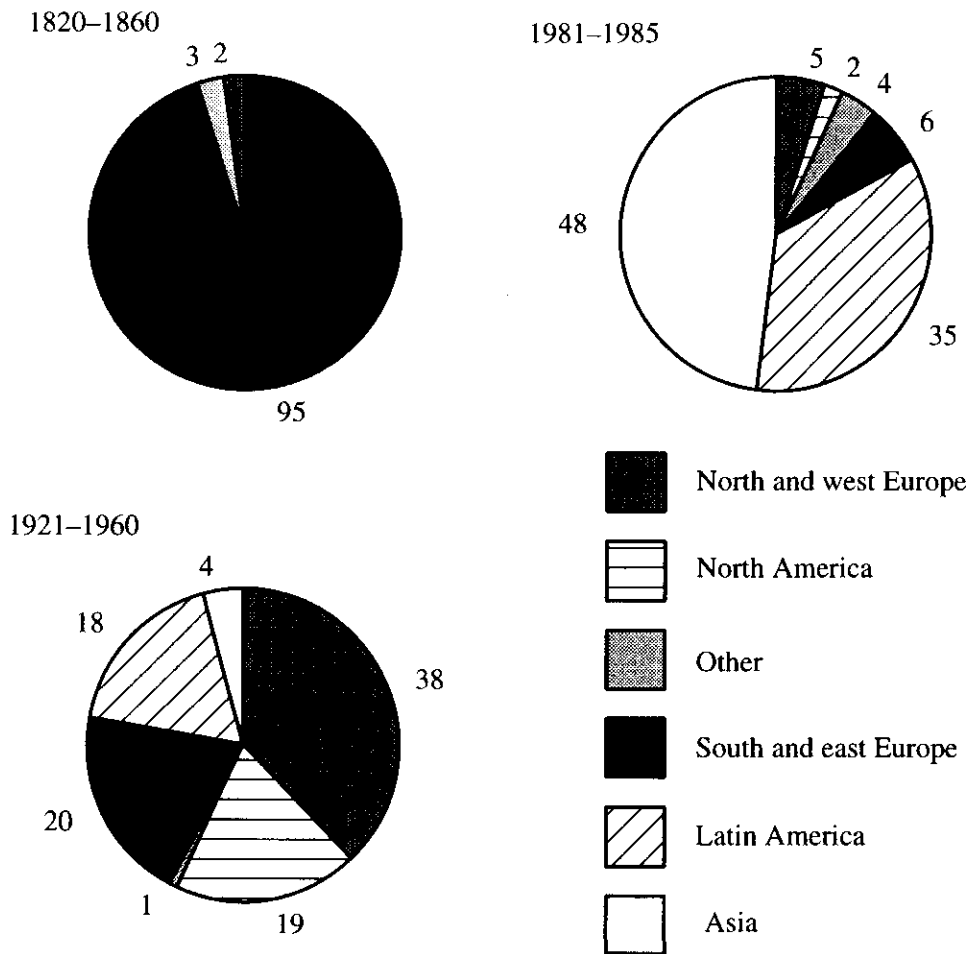 1820–1860
3 2
95
1981–1985
5 2 4 6
48
35
1921–1960
4
18
38
20
1
19
North and west Europe
North America
Other
South and east Europe
Latin America
Asia